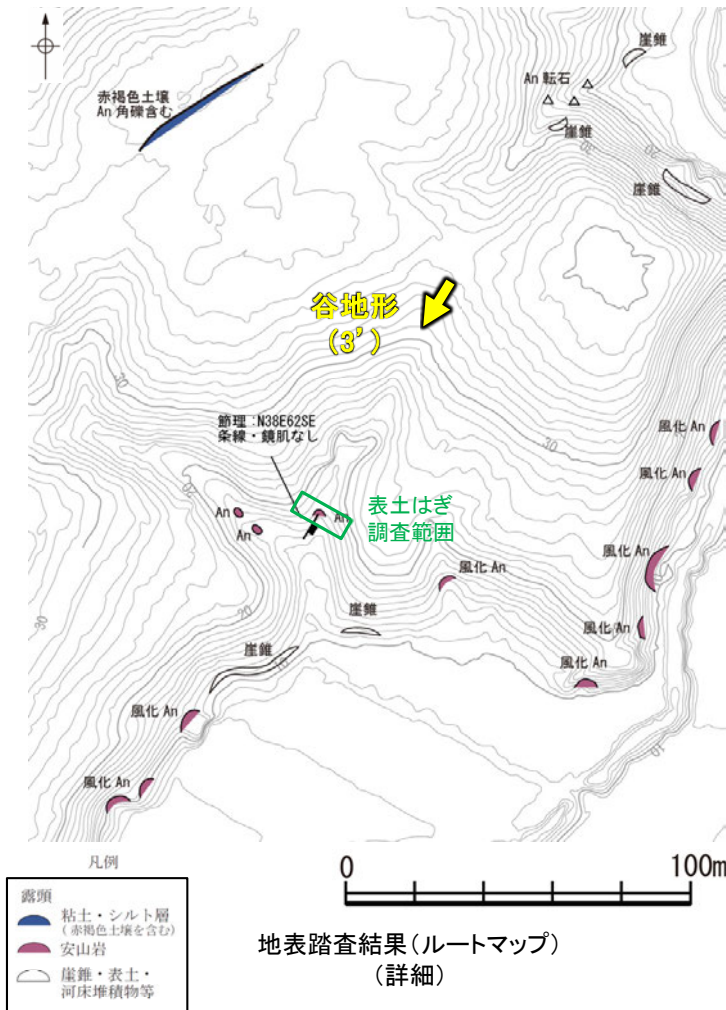 崖錐
An 転石
赤褐色土壌
An 角礫含む
崖錐
20
崖錐
谷地形
(3’)
30
30
節理:N38E62SE
条線・鏡肌なし
風化 An
風化 An
20
An
An
An
表土はぎ
調査範囲
風化 An
風化 An
20
崖錐
30
風化 An
崖錐
風化 An
風化 An
10
風化 An
凡例
露頭
粘土・シルト層
(赤褐色土壌を含む)
安山岩
崖錐・表土・
河床堆積物等
0 100m
地表踏査結果(ルートマップ)
(詳細)